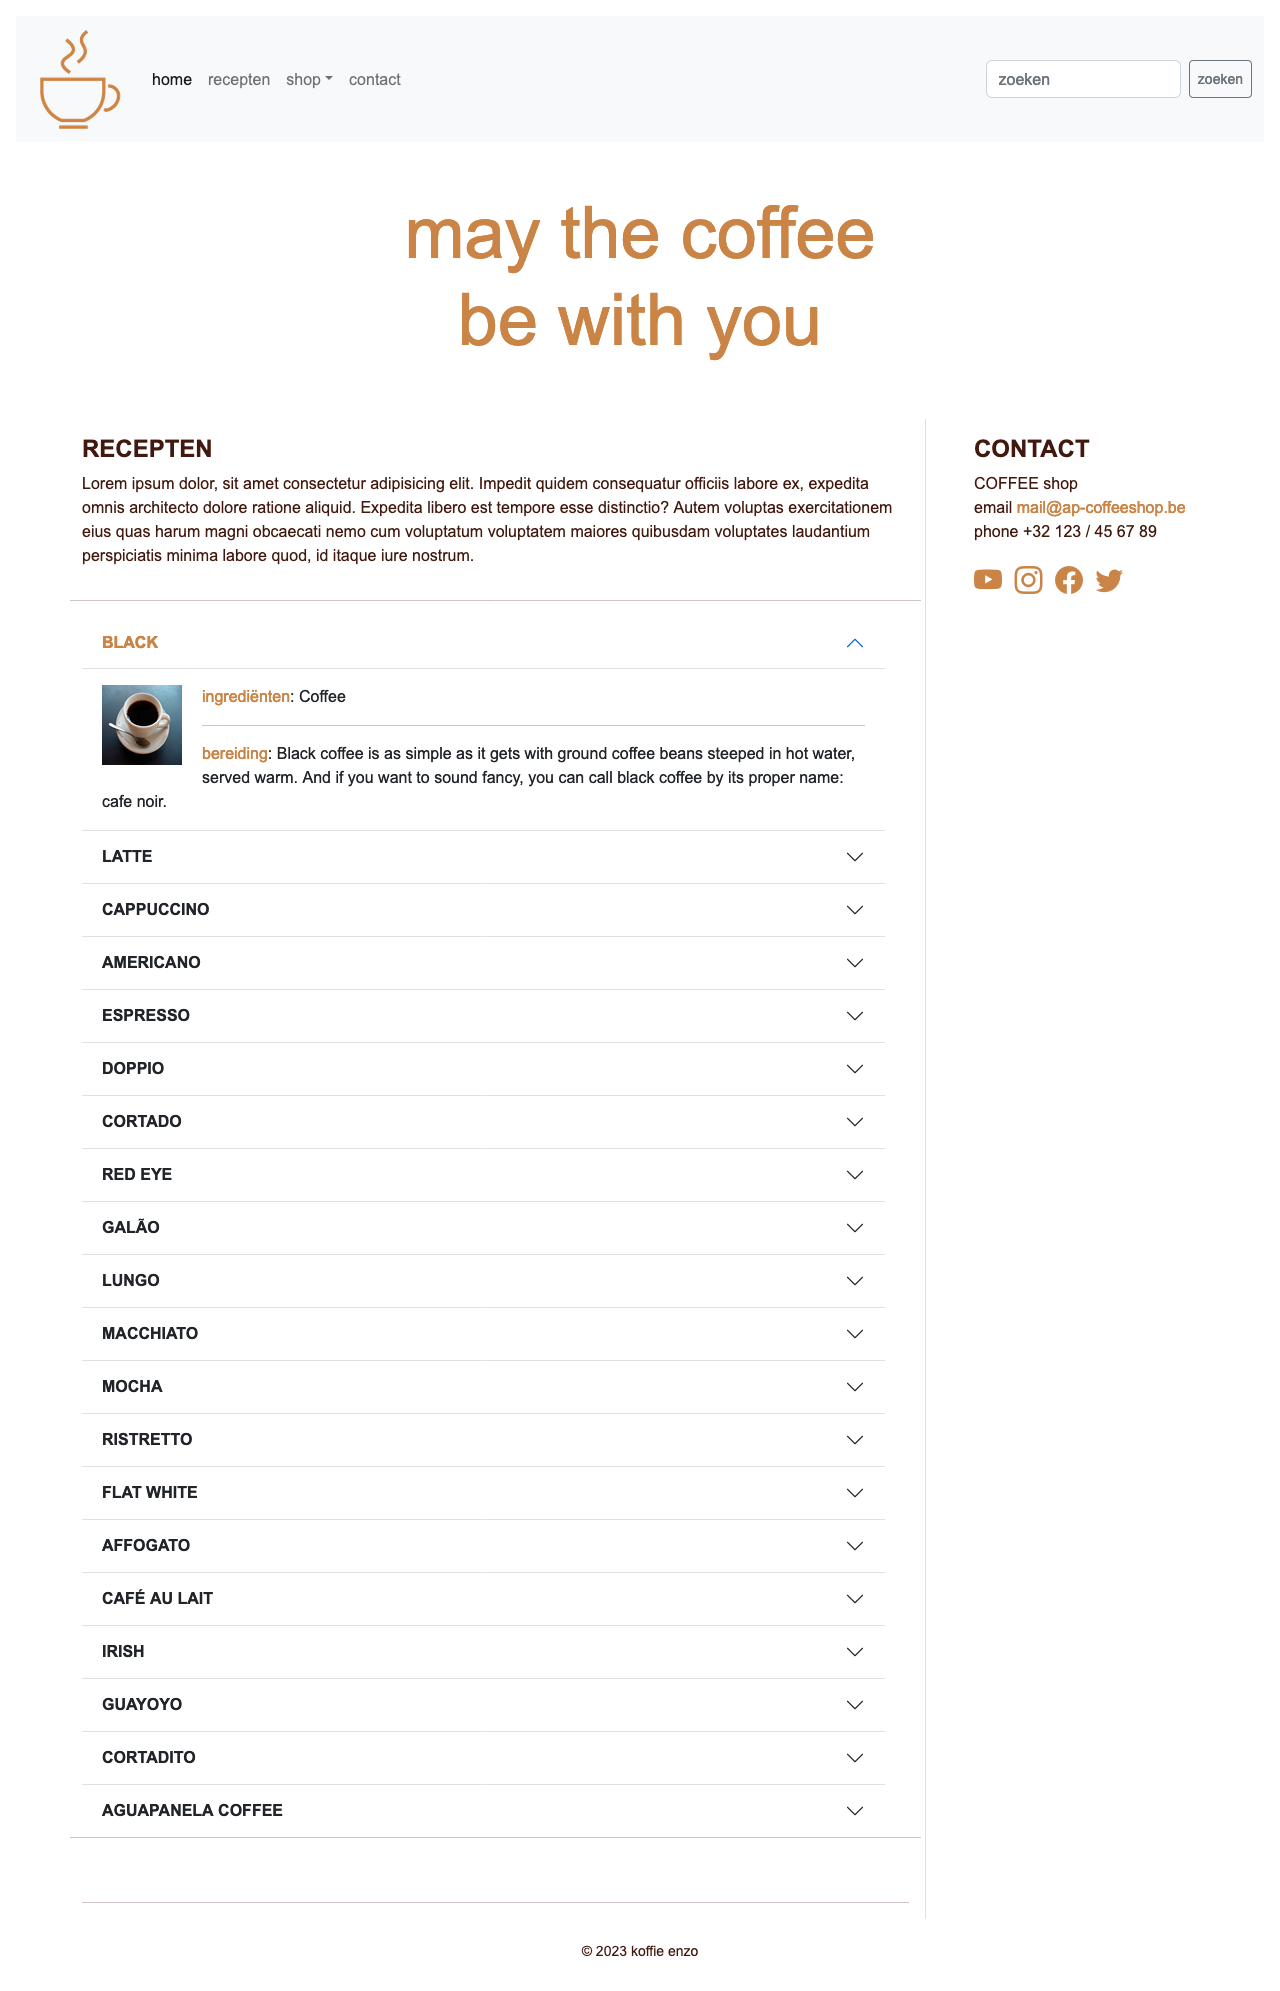 home recepten shop contact zoeken zoeken
may the coffee
be with you
RECEPTEN
Lorem ipsum dolor, sit amet consectetur adipisicing elit. Impedit quidem consequatur officiis labore ex, expedita
omnis architecto dolore ratione aliquid. Expedita libero est tempore esse distinctio? Autem voluptas exercitationem
eius quas harum magni obcaecati nemo cum voluptatum voluptatem maiores quibusdam voluptates laudantium
perspiciatis minima labore quod, id itaque iure nostrum.
BLACK
ingrediënten: Coffee
bereiding: Black coffee is as simple as it gets with ground coffee beans steeped in hot water,
served warm. And if you want to sound fancy, you can call black coffee by its proper name:
cafe noir.
LATTE
CAPPUCCINO
AMERICANO
ESPRESSO
DOPPIO
CORTADO
RED EYE
GALÃO
LUNGO
MACCHIATO
MOCHA
RISTRETTO
FLAT WHITE
AFFOGATO
CAFÉ AU LAIT
IRISH
GUAYOYO
CORTADITO
AGUAPANELA COFFEE
CONTACT
COFFEE shop
email mail@ap-coffeeshop.be
phone +32 123 / 45 67 89
© 2023 koffie enzo